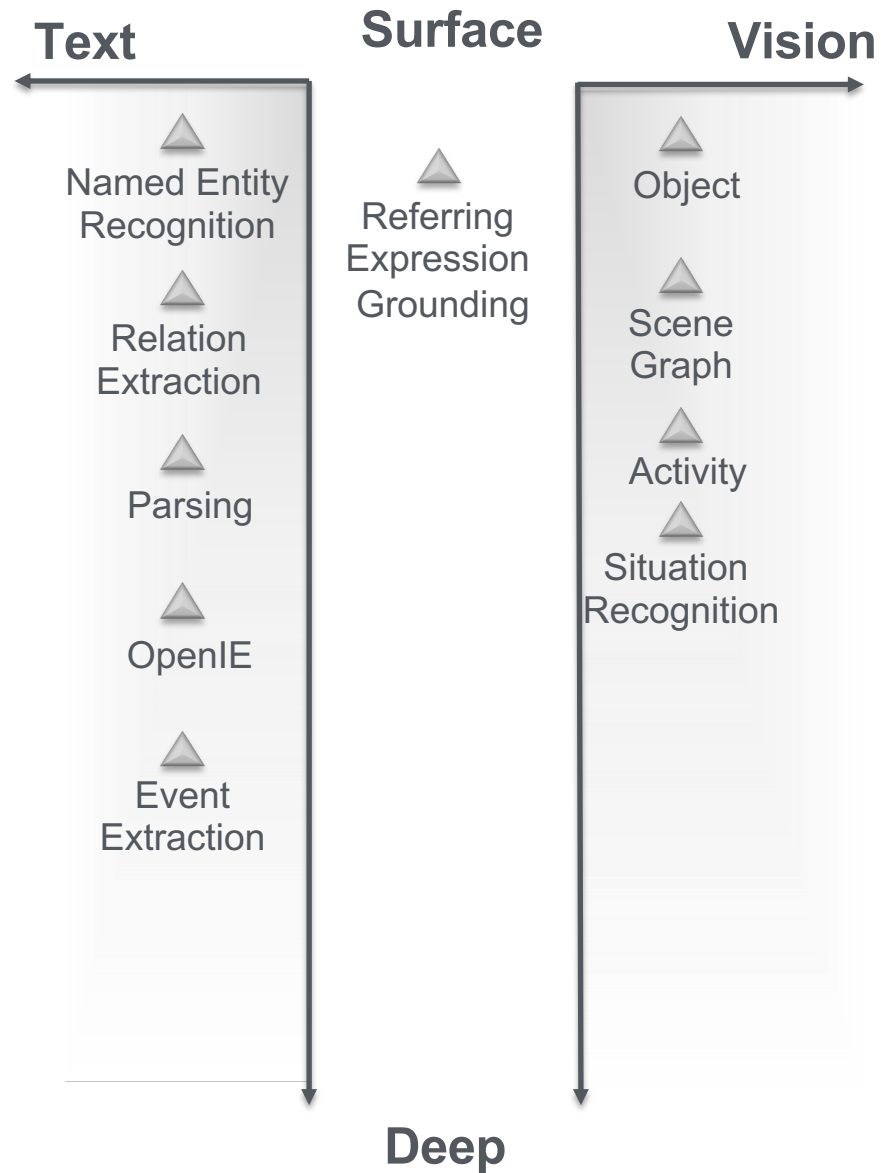 Text
Surface
Vision
Named Entity
Recognition
Relation
Extraction
Parsing
OpenIE
Event
Extraction
Referring
Expression
Grounding
Object
Scene
Graph
Activity
Situation
Recognition
Deep